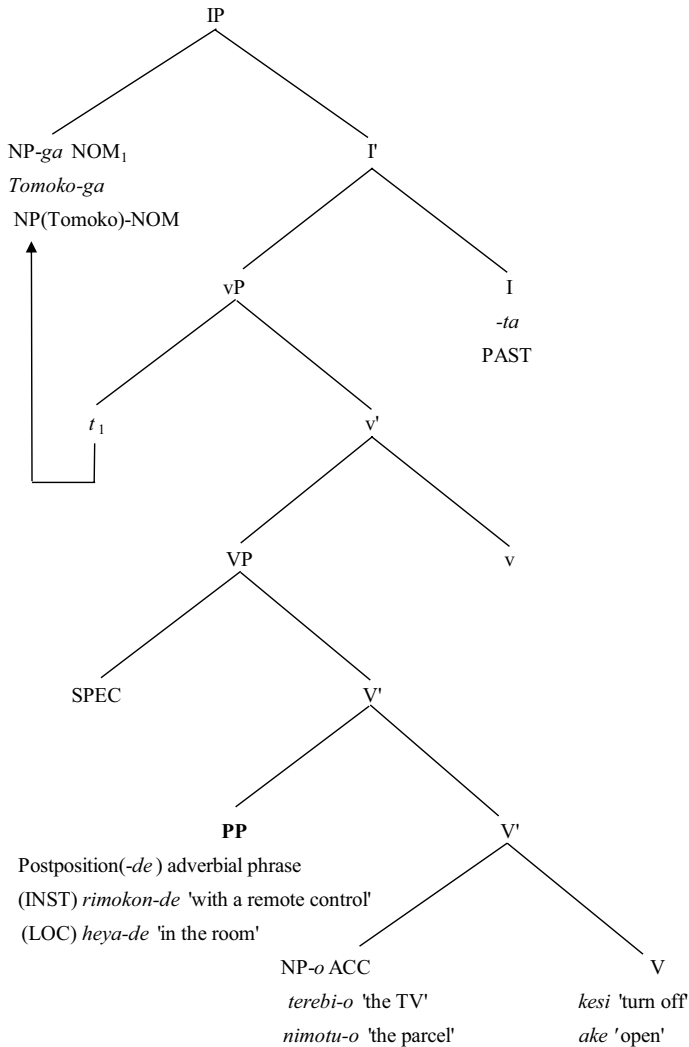 IP
NP-ga NOM1 I'
Tomoko-ga
NP(Tomoko)-NOM
vP I
-ta
PAST
t1 v'
VP v
SPEC V'
PP V'
Postposition(-de) adverbial phrase
(INST) rimokon-de 'with a remote control'
(LOC) heya-de 'in the room'
NP-o ACC V
terebi-o 'the TV' kesi 'turn off'
nimotu-o 'the parcel' ake 'open'